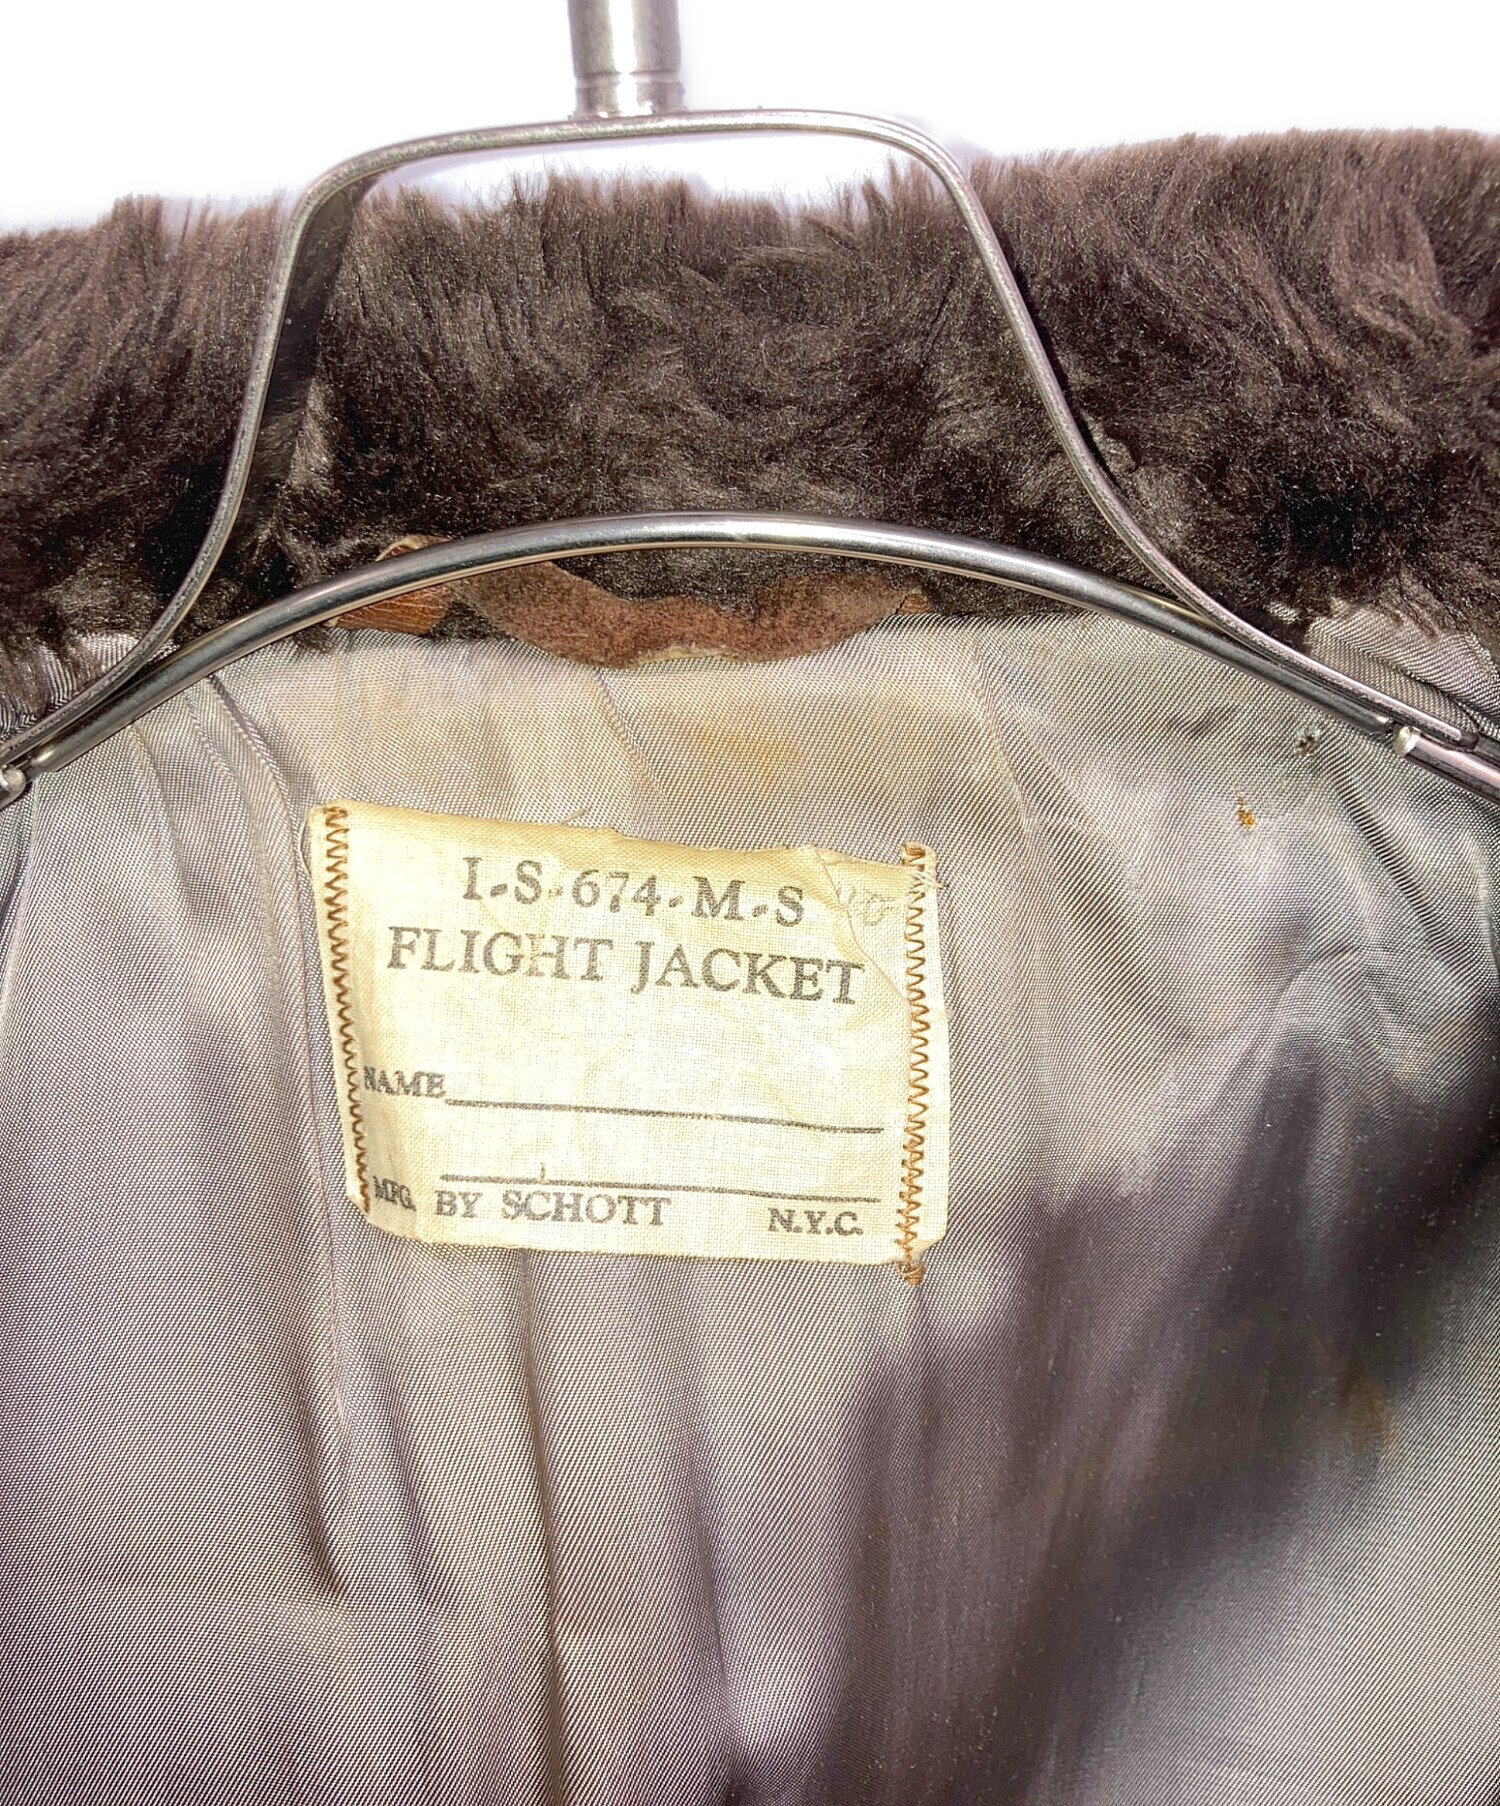 I-S-674-M-S
FLIGHT JACKET
NAME
MFG. BY SCHOTT N.Y.C.